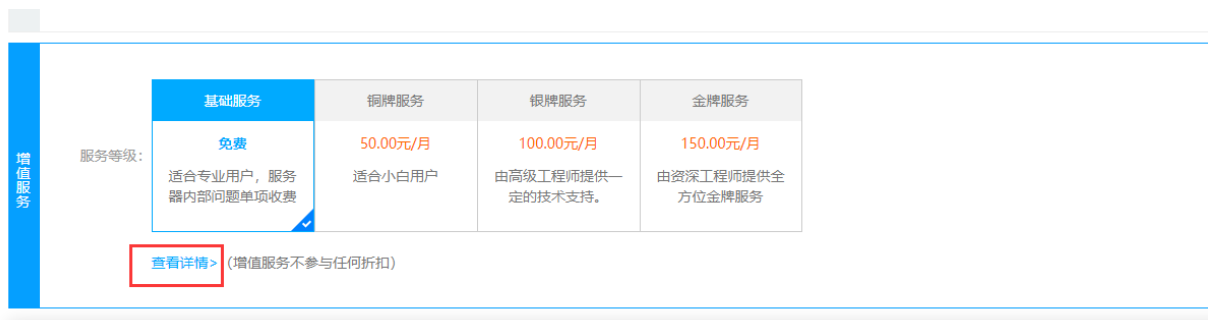 增值服务
服务等级:
基础服务
免费
适合专业用户，服务
器内部问题单项收费
铜牌服务
50.00元/月
适合小白用户
银牌服务
100.00元/月
由高级工程师提供一
定的技术支持。
金牌服务
150.00元/月
由资深工程师提供全
方位金牌服务
查看详情> (增值服务不参与任何折扣)